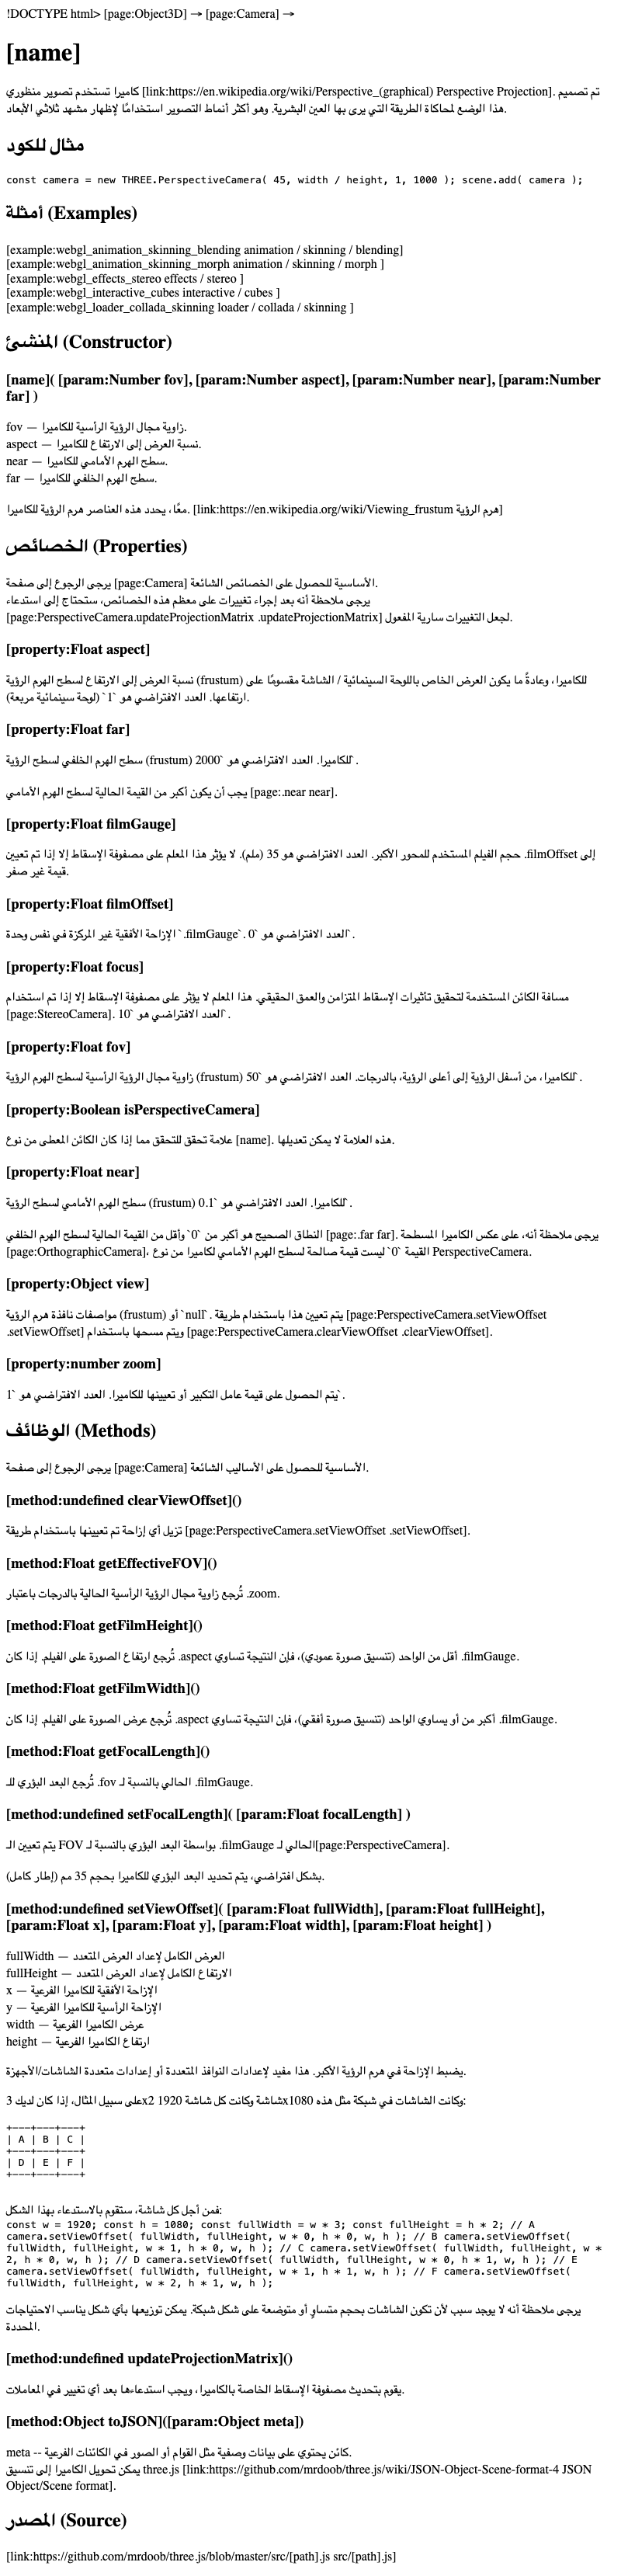 !DOCTYPE html> [page:Object3D] → [page:Camera] →
[name]
كاميرا تستخدم تصوير منظوري [link:https://en.wikipedia.org/wiki/Perspective_(graphical) Perspective Projection]. تم تصميم
هذا الوضع لمحاكاة الطريقة التي يرى بها العين البشرية. وهو أكثر أنماط التصوير استخدامًا لإظهار مشهد ثلاثي الأبعاد.
مثال للكود
const camera = new THREE.PerspectiveCamera( 45, width / height, 1, 1000 ); scene.add( camera );
أمثلة (Examples)
[example:webgl_animation_skinning_blending animation / skinning / blending]
[example:webgl_animation_skinning_morph animation / skinning / morph ]
[example:webgl_effects_stereo effects / stereo ]
[example:webgl_interactive_cubes interactive / cubes ]
[example:webgl_loader_collada_skinning loader / collada / skinning ]
المنشئ (Constructor)
[name]( [param:Number fov], [param:Number aspect], [param:Number near], [param:Number
far] )
fov — زاوية مجال الرؤية الرأسية للكاميرا.
aspect — نسبة العرض إلى الارتفاع للكاميرا.
near — سطح الهرم الأمامي للكاميرا.
far — سطح الهرم الخلفي للكاميرا.
معًا، يحدد هذه العناصر هرم الرؤية للكاميرا. [link:https://en.wikipedia.org/wiki/Viewing_frustum هرم الرؤية]
الخصائص (Properties)
يرجى الرجوع إلى صفحة [page:Camera] الأساسية للحصول على الخصائص الشائعة.
يرجى ملاحظة أنه بعد إجراء تغييرات على معظم هذه الخصائص، ستحتاج إلى استدعاء
[page:PerspectiveCamera.updateProjectionMatrix .updateProjectionMatrix] لجعل التغييرات سارية المفعول.
[property:Float aspect]
نسبة العرض إلى الارتفاع لسطح الهرم الرؤية (frustum) للكاميرا، وعادةً ما يكون العرض الخاص باللوحة السينمائية / الشاشة مقسومًا على
ارتفاعها. العدد الافتراضي هو `1` (لوحة سينمائية مربعة).
[property:Float far]
سطح الهرم الخلفي لسطح الرؤية (frustum) للكاميرا. العدد الافتراضي هو `2000`.
يجب أن يكون أكبر من القيمة الحالية لسطح الهرم الأمامي [page:.near near].
[property:Float filmGauge]
حجم الفيلم المستخدم للمحور الأكبر. العدد الافتراضي هو 35 (ملم). لا يؤثر هذا المعلم على مصفوفة الإسقاط إلا إذا تم تعيين .filmOffset إلى
قيمة غير صفر.
[property:Float filmOffset]
الإزاحة الأفقية غير المركزة في نفس وحدة `.filmGauge`. العدد الافتراضي هو `0`.
[property:Float focus]
مسافة الكائن المستخدمة لتحقيق تأثيرات الإسقاط المتزامن والعمق الحقيقي. هذا المعلم لا يؤثر على مصفوفة الإسقاط إلا إذا تم استخدام
[page:StereoCamera]. العدد الافتراضي هو `10`.
[property:Float fov]
زاوية مجال الرؤية الرأسية لسطح الهرم الرؤية (frustum) للكاميرا، من أسفل الرؤية إلى أعلى الرؤية، بالدرجات. العدد الافتراضي هو `50`.
[property:Boolean isPerspectiveCamera]
علامة تحقق للتحقق مما إذا كان الكائن المعطى من نوع [name]. هذه العلامة لا يمكن تعديلها.
[property:Float near]
سطح الهرم الأمامي لسطح الرؤية (frustum) للكاميرا. العدد الافتراضي هو `0.1`.
النطاق الصحيح هو أكبر من `0` وأقل من القيمة الحالية لسطح الهرم الخلفي [page:.far far]. يرجى ملاحظة أنه، على عكس الكاميرا المسطحة
[page:OrthographicCamera]، القيمة `0` ليست قيمة صالحة لسطح الهرم الأمامي لكاميرا من نوع PerspectiveCamera.
[property:Object view]
مواصفات نافذة هرم الرؤية (frustum) أو `null`. يتم تعيين هذا باستخدام طريقة [page:PerspectiveCamera.setViewOffset
.setViewOffset] ويتم مسحها باستخدام [page:PerspectiveCamera.clearViewOffset .clearViewOffset].
[property:number zoom]
يتم الحصول على قيمة عامل التكبير أو تعيينها للكاميرا. العدد الافتراضي هو `1`.
الوظائف (Methods)
يرجى الرجوع إلى صفحة [page:Camera] الأساسية للحصول على الأساليب الشائعة.
[method:undefined clearViewOffset]()
تزيل أي إزاحة تم تعيينها باستخدام طريقة [page:PerspectiveCamera.setViewOffset .setViewOffset].
[method:Float getEffectiveFOV]()
تُرجع زاوية مجال الرؤية الرأسية الحالية بالدرجات باعتبار .zoom.
[method:Float getFilmHeight]()
تُرجع ارتفاع الصورة على الفيلم. إذا كان .aspect أقل من الواحد (تنسيق صورة عمودي)، فإن النتيجة تساوي .filmGauge.
[method:Float getFilmWidth]()
تُرجع عرض الصورة على الفيلم. إذا كان .aspect أكبر من أو يساوي الواحد (تنسيق صورة أفقي)، فإن النتيجة تساوي .filmGauge.
[method:Float getFocalLength]()
تُرجع البعد البؤري للـ .fov الحالي بالنسبة لـ .filmGauge.
[method:undefined setFocalLength]( [param:Float focalLength] )
يتم تعيين الـ FOV بواسطة البعد البؤري بالنسبة لـ .filmGauge الحالي لـ[page:PerspectiveCamera].
بشكل افتراضي، يتم تحديد البعد البؤري للكاميرا بحجم 35 مم (إطار كامل).
[method:undefined setViewOffset]( [param:Float fullWidth], [param:Float fullHeight],
[param:Float x], [param:Float y], [param:Float width], [param:Float height] )
fullWidth — العرض الكامل لإعداد العرض المتعدد
fullHeight — الارتفاع الكامل لإعداد العرض المتعدد
x — الإزاحة الأفقية للكاميرا الفرعية
y — الإزاحة الرأسية للكاميرا الفرعية
width — عرض الكاميرا الفرعية
height — ارتفاع الكاميرا الفرعية
يضبط الإزاحة في هرم الرؤية الأكبر. هذا مفيد لإعدادات النوافذ المتعددة أو إعدادات متعددة الشاشات/الأجهزة.
على سبيل المثال، إذا كان لديك 3x2 شاشة وكانت كل شاشة 1920x1080 وكانت الشاشات في شبكة مثل هذه:
+---+---+---+
| A | B | C |
+---+---+---+
| D | E | F |
+---+---+---+
فمن أجل كل شاشة، ستقوم بالاستدعاء بهذا الشكل:
const w = 1920; const h = 1080; const fullWidth = w * 3; const fullHeight = h * 2; // A
camera.setViewOffset( fullWidth, fullHeight, w * 0, h * 0, w, h ); // B camera.setViewOffset(
fullWidth, fullHeight, w * 1, h * 0, w, h ); // C camera.setViewOffset( fullWidth, fullHeight, w *
2, h * 0, w, h ); // D camera.setViewOffset( fullWidth, fullHeight, w * 0, h * 1, w, h ); // E
camera.setViewOffset( fullWidth, fullHeight, w * 1, h * 1, w, h ); // F camera.setViewOffset(
fullWidth, fullHeight, w * 2, h * 1, w, h );
يرجى ملاحظة أنه لا يوجد سبب لأن تكون الشاشات بحجم متساوٍ أو متوضعة على شكل شبكة. يمكن توزيعها بأي شكل يناسب الاحتياجات
المحددة.
[method:undefined updateProjectionMatrix]()
يقوم بتحديث مصفوفة الإسقاط الخاصة بالكاميرا، ويجب استدعاءها بعد أي تغيير في المعاملات.
[method:Object toJSON]([param:Object meta])
meta -- كائن يحتوي على بيانات وصفية مثل القوام أو الصور في الكائنات الفرعية.
يمكن تحويل الكاميرا إلى تنسيق three.js [link:https://github.com/mrdoob/three.js/wiki/JSON-Object-Scene-format-4 JSON
Object/Scene format].
المصدر (Source)
[link:https://github.com/mrdoob/three.js/blob/master/src/[path].js src/[path].js]